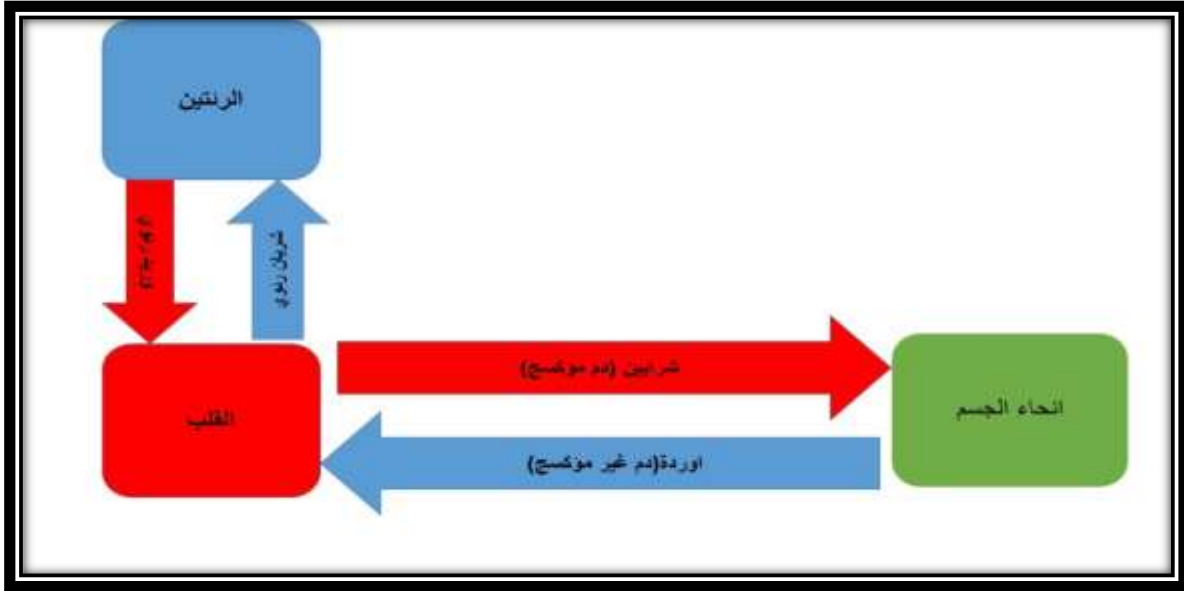 الرئتين
شريان رئوي
شرايين (دم موكسج)
القلب
انحاء الجسم
اوردة(دم غير موكسج)